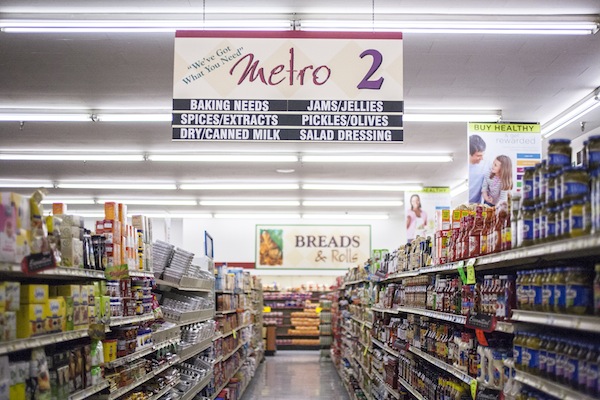 "We've Got
What You Need"
Metro 2
BAKING NEEDS JAMS/JELLIES
SPICES/EXTRACTS PICKLES/OLIVES
DRY/CANNED MILK SALAD DRESSING
BUY HEALTHY
rewarded
BREADS
& Rolls